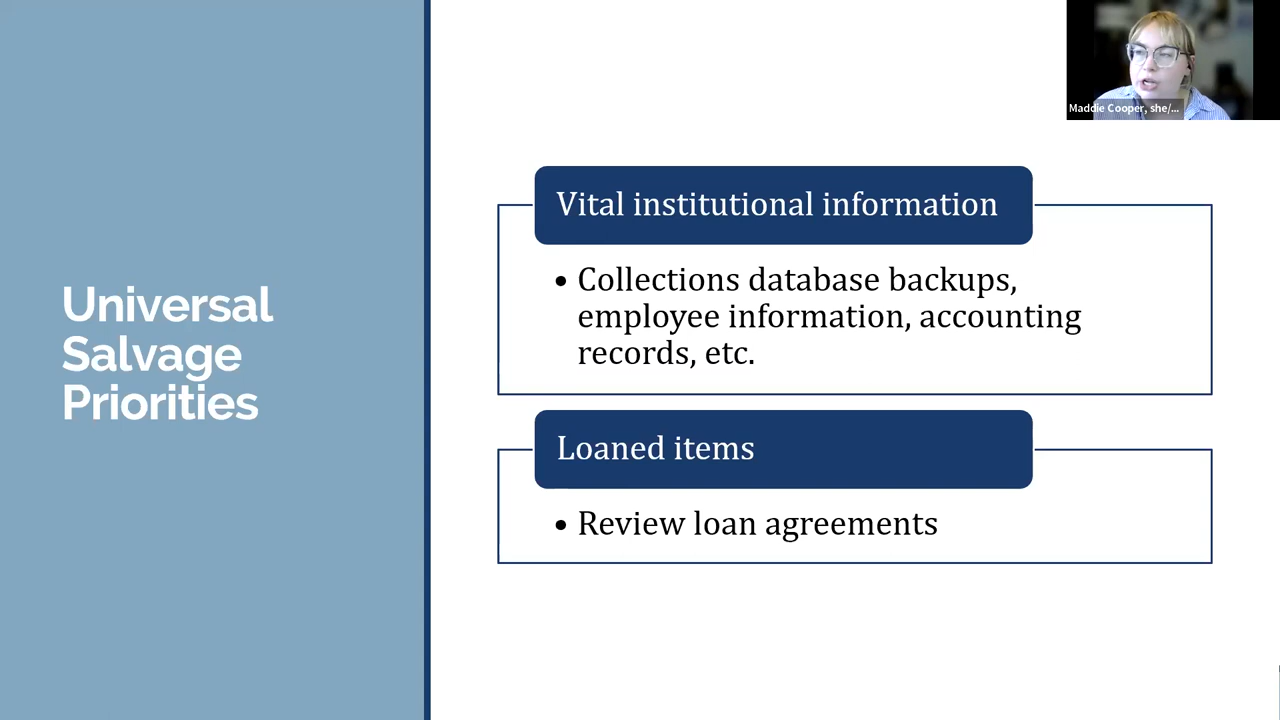 Maddie Cooper, she/...
Universal
Salvage
Priorities
Vital institutional information
• Collections database backups,
employee information, accounting
records, etc.
Loaned items
• Review loan agreements